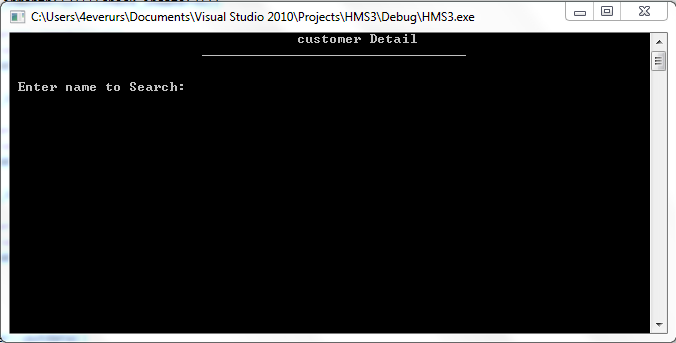 C:\Users\4everurs\Documents\Visual Studio 2010\Projects\HMS3\Debug\HMS3.exe
customer Detail
Enter name to Search: